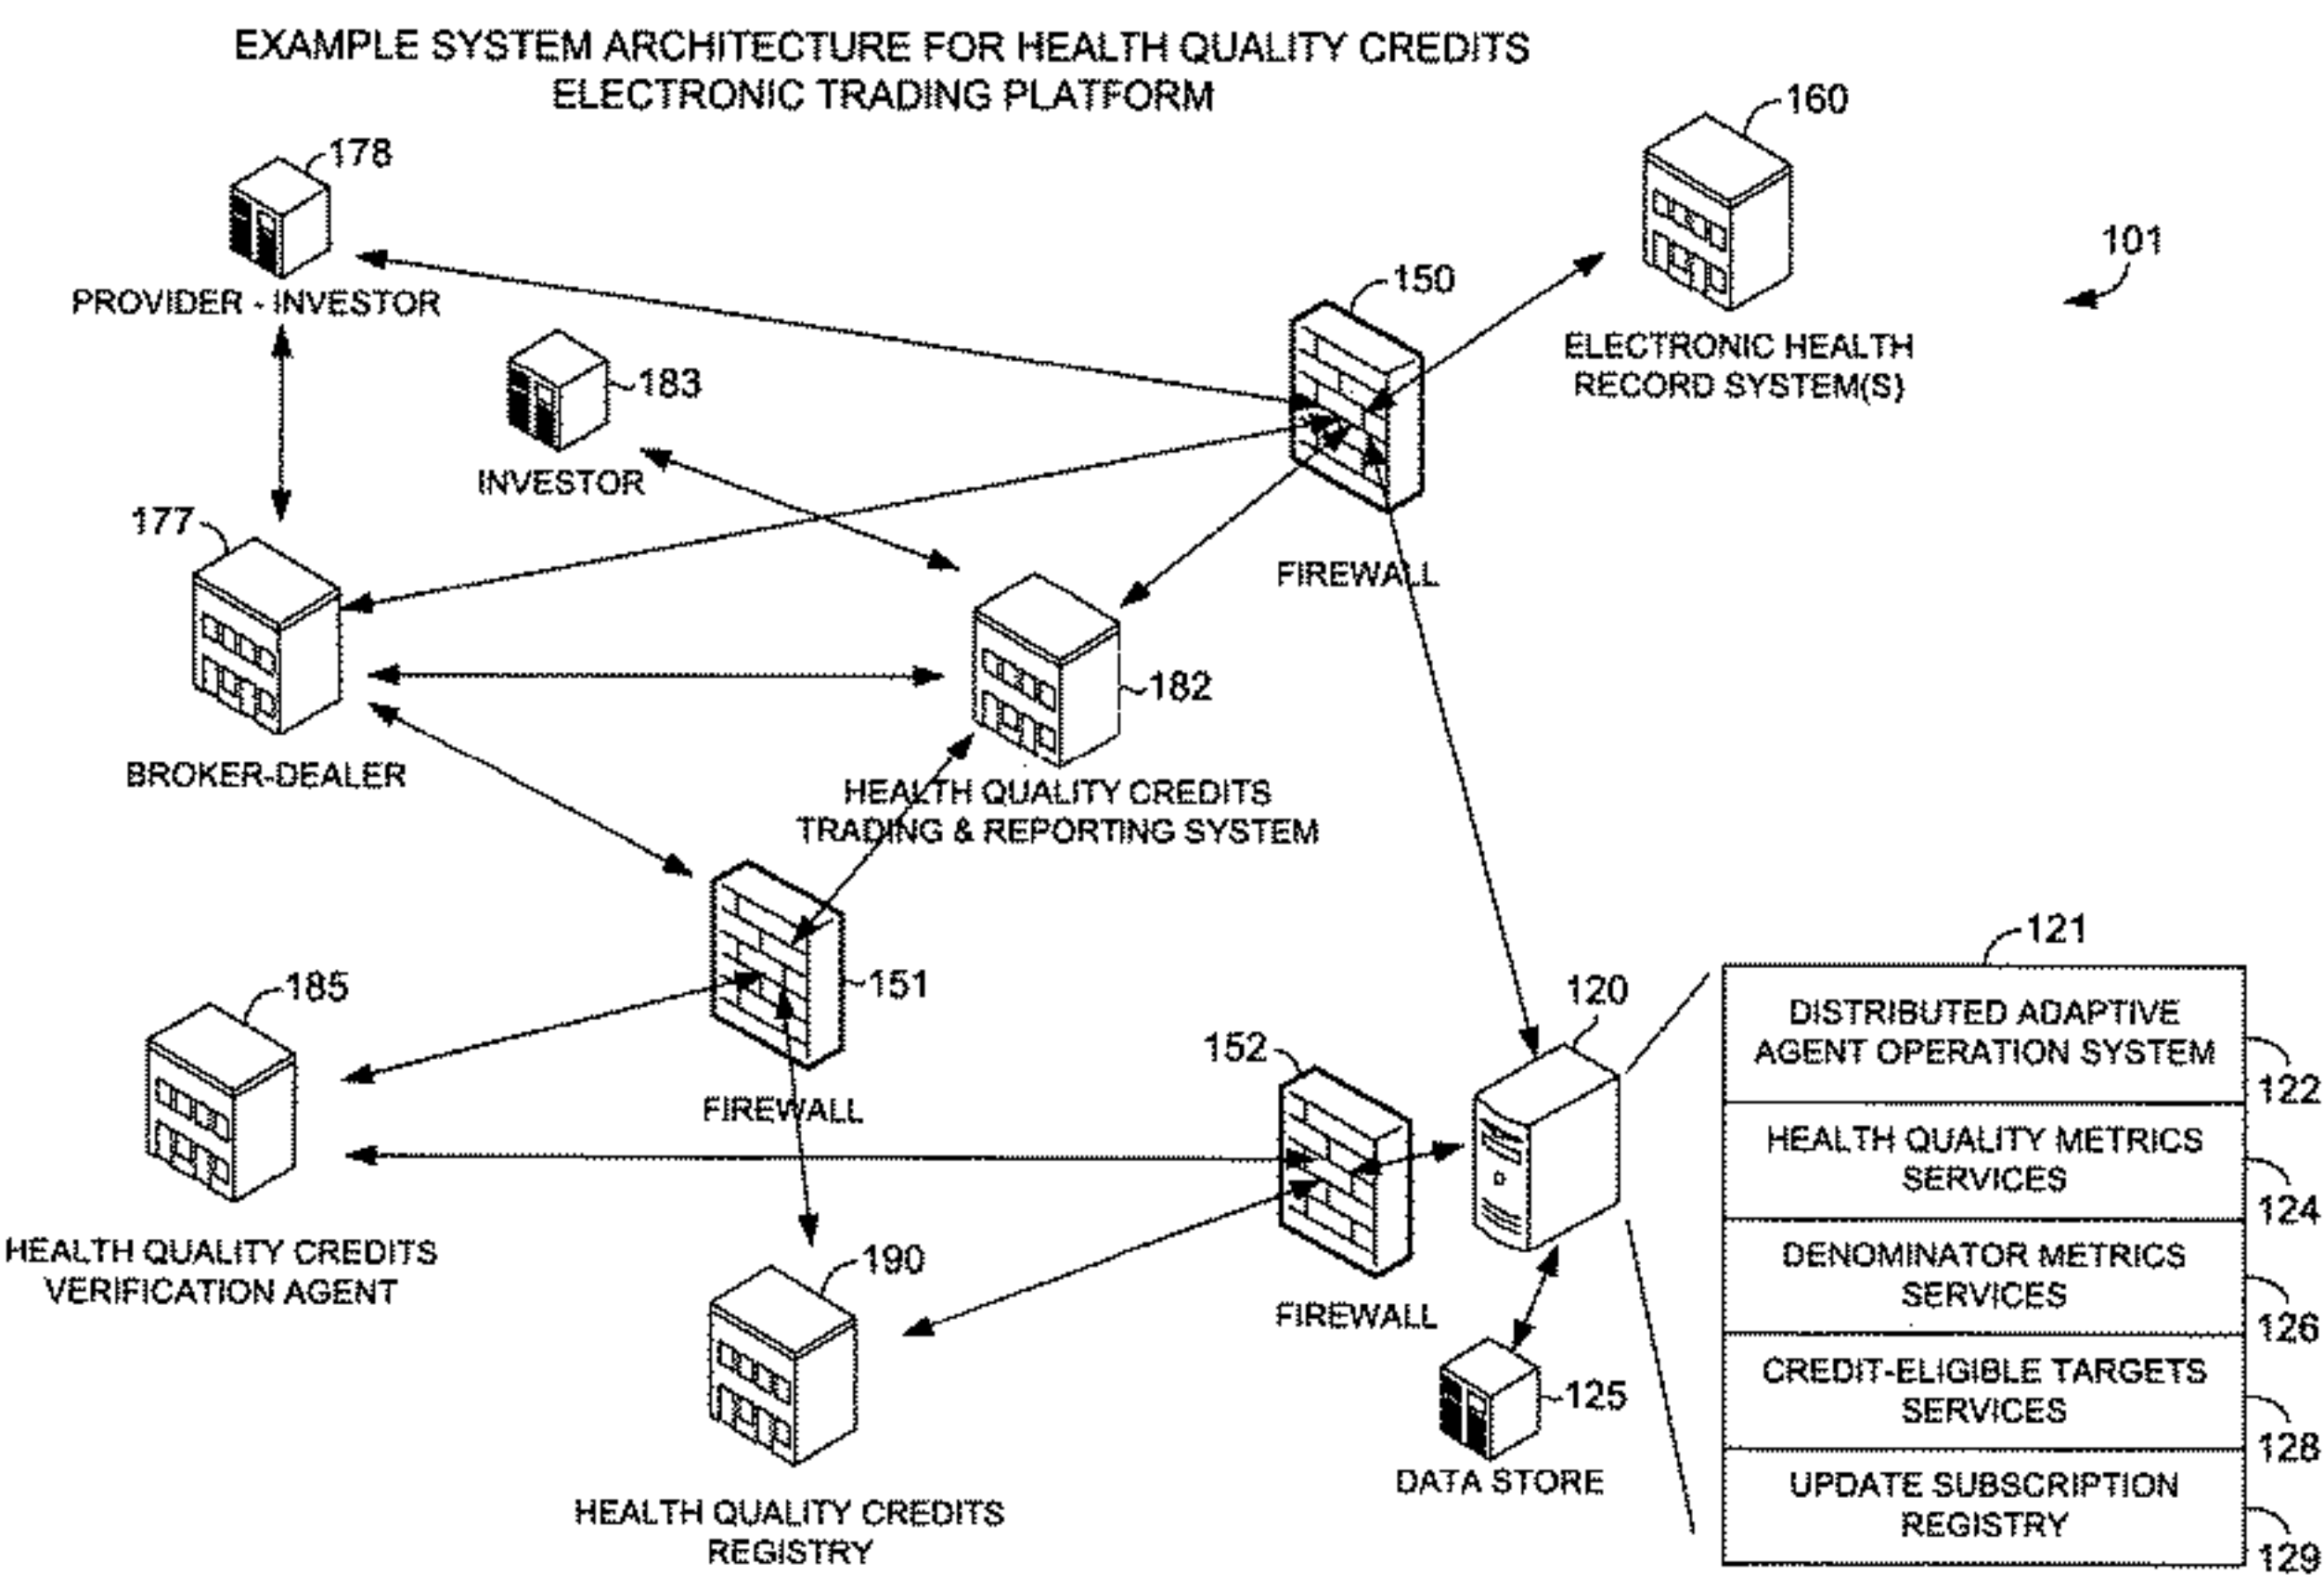 EXAMPLE SYSTEM ARCHITECTURE FOR HEALTH QUALITY CREDITS
ELECTRONIC TRADING PLATFORM
178
PROVIDER - INVESTOR
183
INVESTOR
150
FIREWALL
160
ELECTRONIC HEALTH
RECORD SYSTEM(S)
101
177
BROKER-DEALER
182
HEALTH QUALITY CREDITS
TRADING & REPORTING SYSTEM
151
FIREWALL
185
HEALTH QUALITY CREDITS
VERIFICATION AGENT
190
HEALTH QUALITY CREDITS
REGISTRY
152
FIREWALL
120
125
DATA STORE
121
DISTRIBUTED ADAPTIVE
AGENT OPERATION SYSTEM
122
HEALTH QUALITY METRICS
SERVICES
124
DENOMINATOR METRICS
SERVICES
126
CREDIT-ELIGIBLE TARGETS
SERVICES
128
UPDATE SUBSCRIPTION
REGISTRY
129